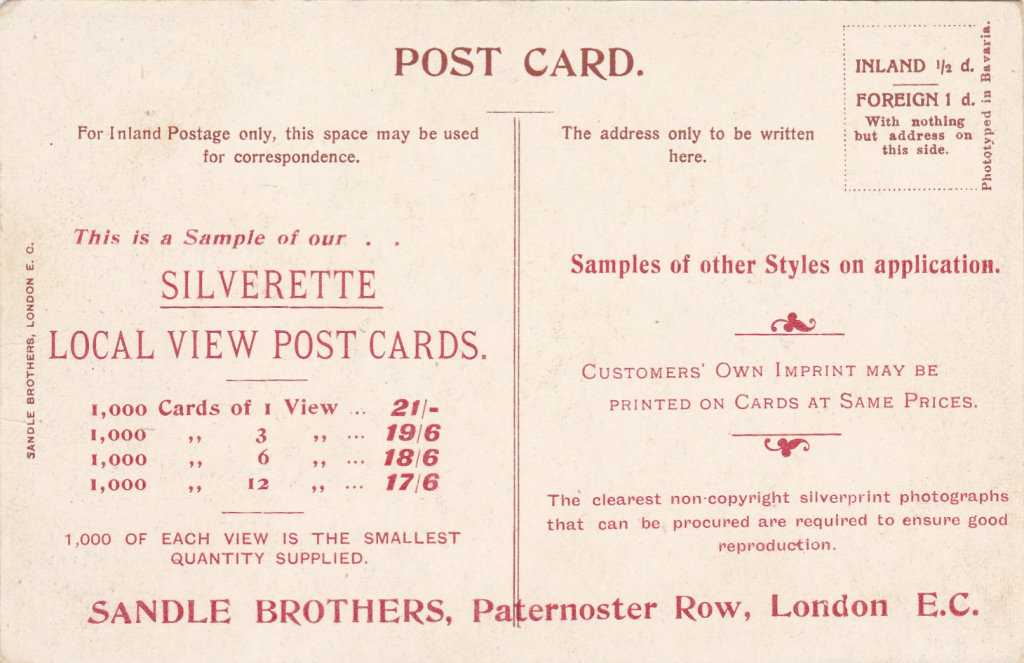 POST CARD.
INLAND 1/2 d.
FOREIGN 1 d.
With nothing
but address on
this side.
Phototyped in Bavaria.
For Inland Postage only, this space may be used
for correspondence.
The address only to be written
here.
SANDLE BROTHERS, LONDON E. C.
This is a Sample of our . .
SILVERETTE
LOCAL VIEW POST CARDS.
1,000 Cards of 1 View ... 21/-
1,000 ,, 3 ,, ... 19/6
1,000 ,, 6 ,, ... 18/6
1,000 ,, 12 ,, ... 17/6
1,000 OF EACH VIEW IS THE SMALLEST
QUANTITY SUPPLIED.
Samples of other Styles on application.
CUSTOMERS' OWN IMPRINT MAY BE
PRINTED ON CARDS AT SAME PRICES.
The clearest non-copyright silverprint photographs
that can be procured are required to ensure good
reproduction.
SANDLE BROTHERS, Paternoster Row, London E.C.